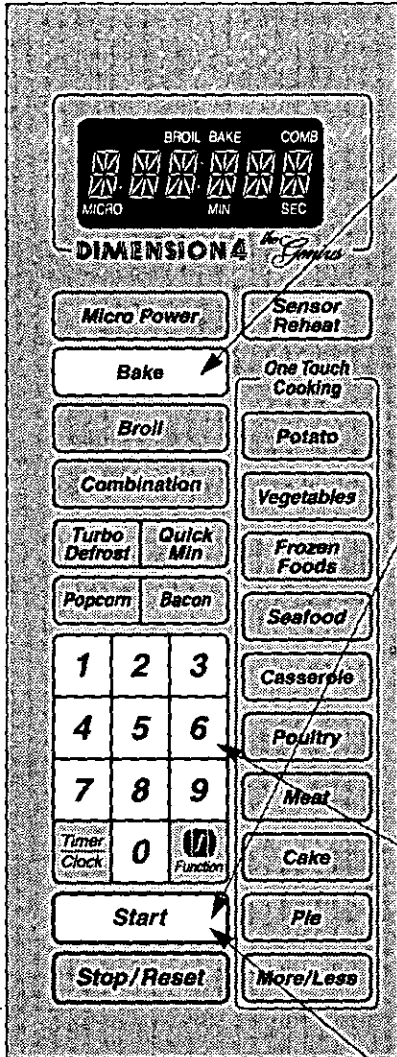 BROIL BAKE COMB
MICRO MIN SEC
DIMENSION 4 the Genius
Micro Power
Bake
Broil
Combination
Turbo Defrost
Quick Min
Popcorn
Bacon
1 2 3
4 5 6
7 8 9
Timer Clock
0
Function
Start
Stop/Reset
Sensor
Reheat
One Touch
Cooking
Potato
Vegetables
Frozen
Foods
Seafood
Casserole
Poultry
Meat
Cake
Pie
More/Less